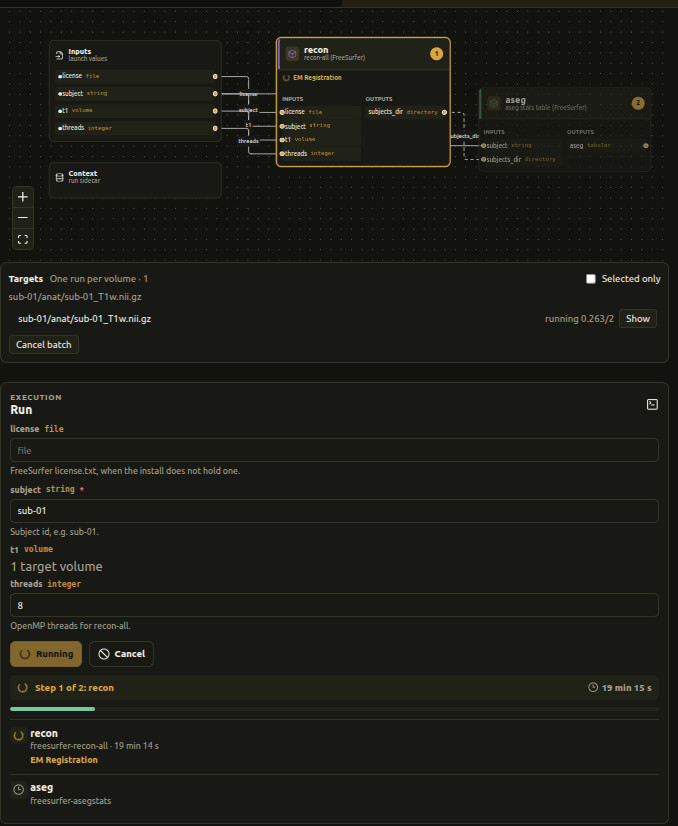 Inputs
launch values
license file
subject string
t1 volume
threads integer
Context
run sidecar
license
subject
t1
threads
recon
recon-all (FreeSurfer)
1
EM Registration
INPUTS OUTPUTS
license file subjects_dir directory
subject string
t1 volume
threads integer
subjects_dir
aseg
aseg stats table (FreeSurfer)
2
INPUTS OUTPUTS
subject string aseg tabular
subjects_dir directory
Targets One run per volume · 1 Selected only
sub-01/anat/sub-01_T1w.nii.gz
sub-01/anat/sub-01_T1w.nii.gz running 0.263/2 Show
Cancel batch
EXECUTION
Run
license file
file
FreeSurfer license.txt, when the install does not hold one.
subject string *
sub-01
Subject id, e.g. sub-01.
t1 volume
1 target volume
threads integer
8
OpenMP threads for recon-all.
Running Cancel
Step 1 of 2: recon 19 min 15 s
recon
freesurfer-recon-all · 19 min 14 s
EM Registration
aseg
freesurfer-asegstats